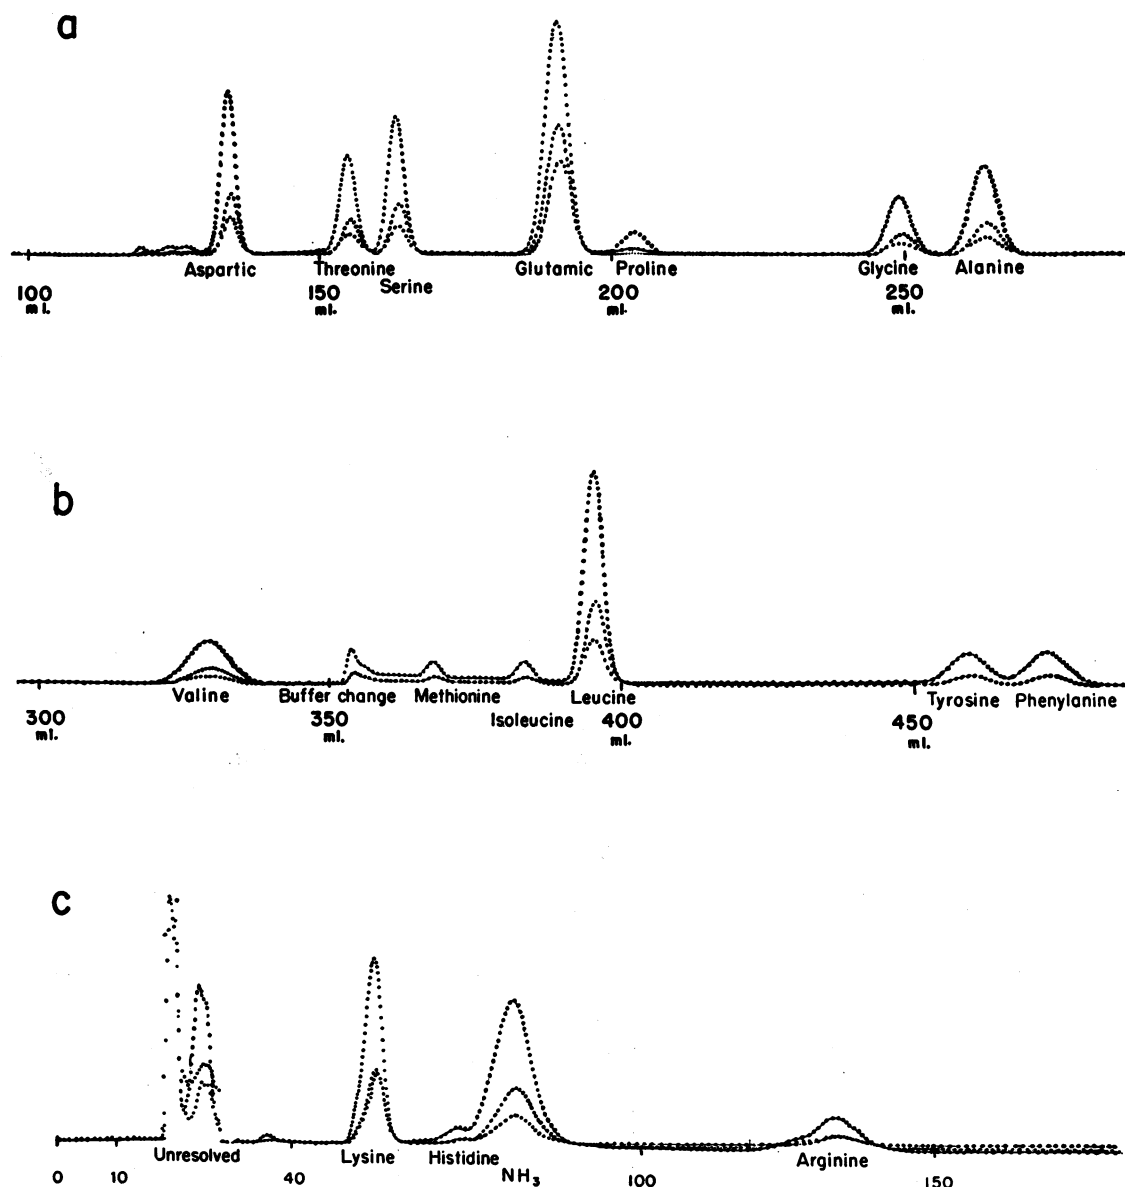 a
Aspartic Threonine Glutamic Proline Glycine Alanine
Serine
100 150 200 250
ml. ml. ml. ml.
b
Valine Buffer change Methionine Leucine Tyrosine Phenylanine
Isoleucine
300 350 400 450
ml. ml. ml. ml.
c
Unresolved Lysine Histidine Arginine
0 10 40 NH₃ 100 150